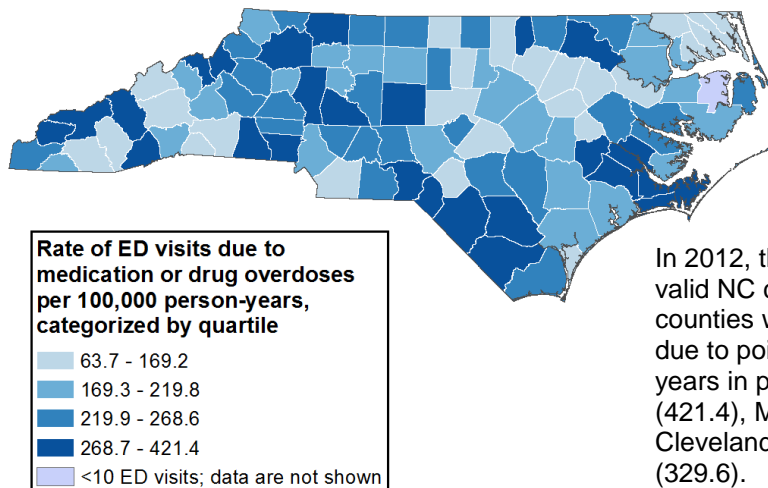 Rate of ED visits due to
medication or drug overdoses
per 100,000 person-years,
categorized by quartile
63.7 - 169.2
169.3 - 219.8
219.9 - 268.6
268.7 - 421.4
<10 ED visits; data are not shown
In 2012,
valid NC
counties
due to
years in
(421.4),
Cleveland
(329.6).